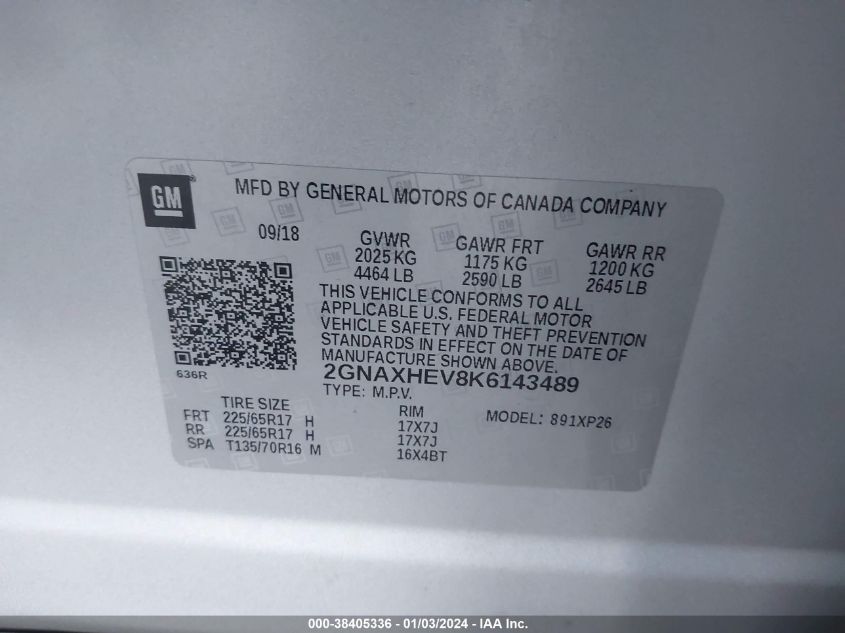 GM
MFD BY GENERAL MOTORS OF CANADA COMPANY
09/18
GVWR
2025 KG
4464 LB
GAWR FRT
1175 KG
2590 LB
GAWR RR
1200 KG
2645 LB
THIS VEHICLE CONFORMS TO ALL
APPLICABLE U.S. FEDERAL MOTOR
VEHICLE SAFETY AND THEFT PREVENTION
STANDARDS IN EFFECT ON THE DATE OF
MANUFACTURE SHOWN ABOVE.
636R
2GNAXHEV8K6143489
TYPE: M.P.V.
TIRE SIZE RIM MODEL: 891XP26
FRT 225/65R17 H 17X7J
RR 225/65R17 H 17X7J
SPA T135/70R16 M 16X4BT
000-38405336 - 01/03/2024 - IAA Inc.